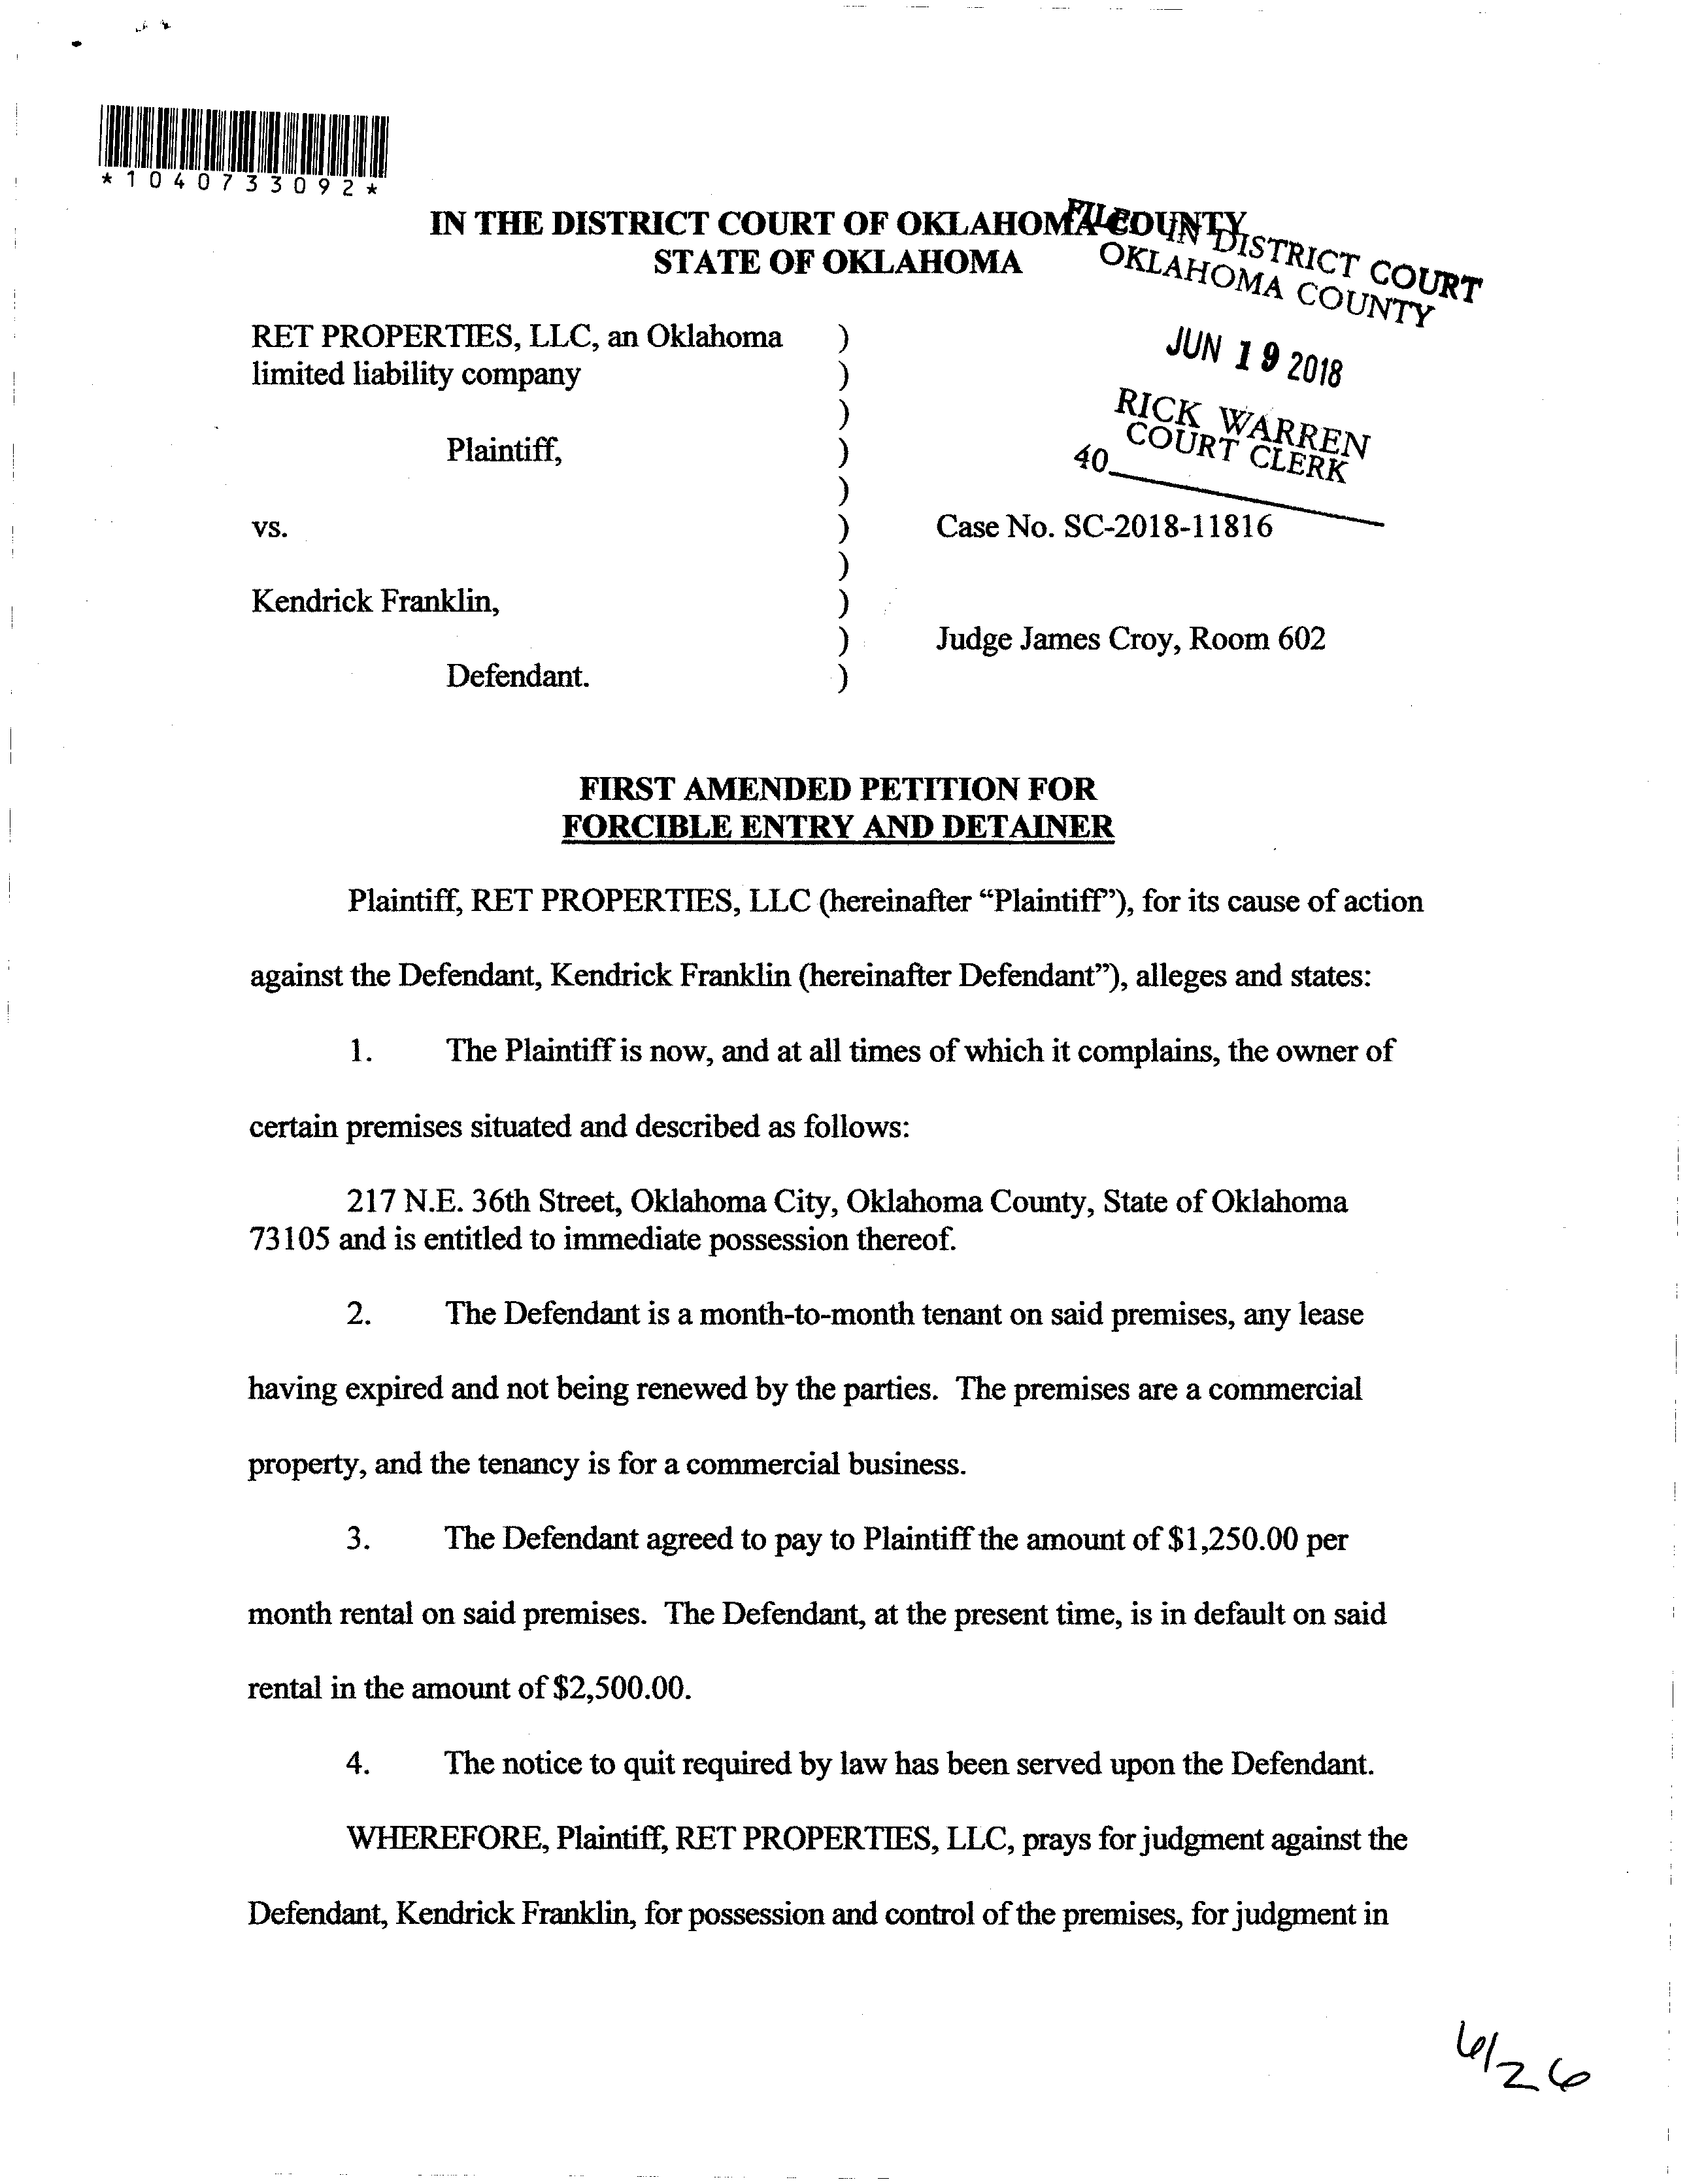 *1040733092*
IN THE DISTRICT COURT OF OKLAHOMA COUNTY
STATE OF OKLAHOMA
FILED IN DISTRICT COURT
OKLAHOMA COUNTY
JUN 19 2018
RICK WARREN
COURT CLERK
40
RET PROPERTIES, LLC, an Oklahoma )
limited liability company )
)
Plaintiff, )
)
vs. ) Case No. SC-2018-11816
)
Kendrick Franklin, )
) Judge James Croy, Room 602
Defendant. )
FIRST AMENDED PETITION FOR
FORCIBLE ENTRY AND DETAINER
Plaintiff, RET PROPERTIES, LLC (hereinafter “Plaintiff”), for its cause of action
against the Defendant, Kendrick Franklin (hereinafter Defendant”), alleges and states:
1. The Plaintiff is now, and at all times of which it complains, the owner of
certain premises situated and described as follows:
217 N.E. 36th Street, Oklahoma City, Oklahoma County, State of Oklahoma
73105 and is entitled to immediate possession thereof.
2. The Defendant is a month-to-month tenant on said premises, any lease
having expired and not being renewed by the parties. The premises are a commercial
property, and the tenancy is for a commercial business.
3. The Defendant agreed to pay to Plaintiff the amount of $1,250.00 per
month rental on said premises. The Defendant, at the present time, is in default on said
rental in the amount of $2,500.00.
4. The notice to quit required by law has been served upon the Defendant.
WHEREFORE, Plaintiff, RET PROPERTIES, LLC, prays for judgment against the
Defendant, Kendrick Franklin, for possession and control of the premises, for judgment in
6/26